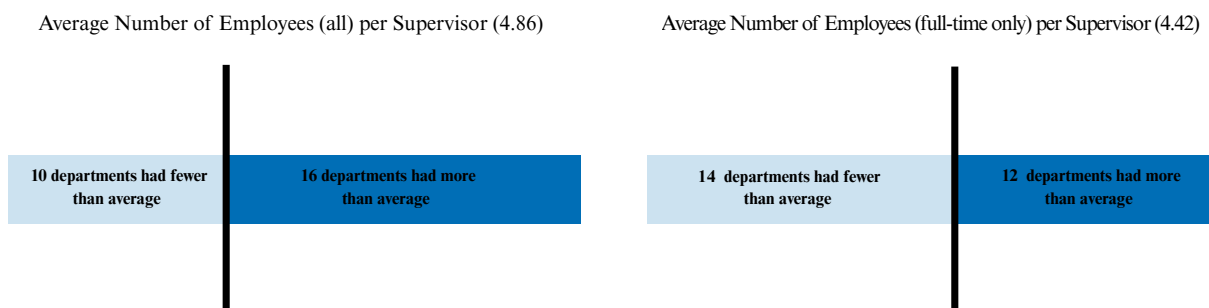 Average Number of Employees (all) per Supervisor (4.86)
10 departments had fewer
than average
16 departments had more
than average
Average Number of Employees (full-time only) per Supervisor (4.42)
14 departments had fewer
than average
12 departments had more
than average